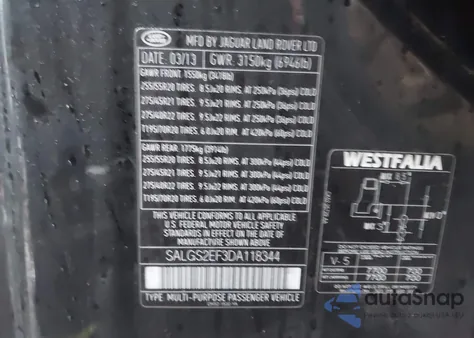 LAND ROVER
MFD BY JAGUAR LAND ROVER LTD
DATE: 03/13 GWR. 3150kg (6946lb)
GAWR FRONT 1550kg (3418lb)
255/55R20 TIRES. 8.5Jx20 RIMS. AT 250kPa (36psi) COLD
275/45R21 TIRES. 9.5Jx21 RIMS. AT 250kPa (36psi) COLD
275/40R22 TIRES. 9.5Jx22 RIMS. AT 250kPa (36psi) COLD
T195/70R20 TIRES. 6.0Jx20 RIM. AT 420kPa (60psi) COLD
GAWR REAR. 1775kg (3914lb)
255/55R20 TIRES. 8.5Jx20 RIMS. AT 300kPa (44psi) COLD
275/45R21 TIRES. 9.5Jx21 RIMS. AT 300kPa (44psi) COLD
275/40R22 TIRES. 9.5Jx22 RIMS. AT 300kPa (44psi) COLD
T195/70R20 TIRES. 6.0Jx20 RIM. AT 420kPa (60psi) COLD
THIS VEHICLE CONFORMS TO ALL APPLICABLE
U.S.A. FEDERAL MOTOR VEHICLE SAFETY
STANDARDS IN EFFECT ON THE DATE OF
MANUFACTURE SHOWN ABOVE.
SALGS2EF3DA118344
TYPE: MULTI-PURPOSE PASSENGER VEHICLE
WESTFALIA
V-5
autoSnap